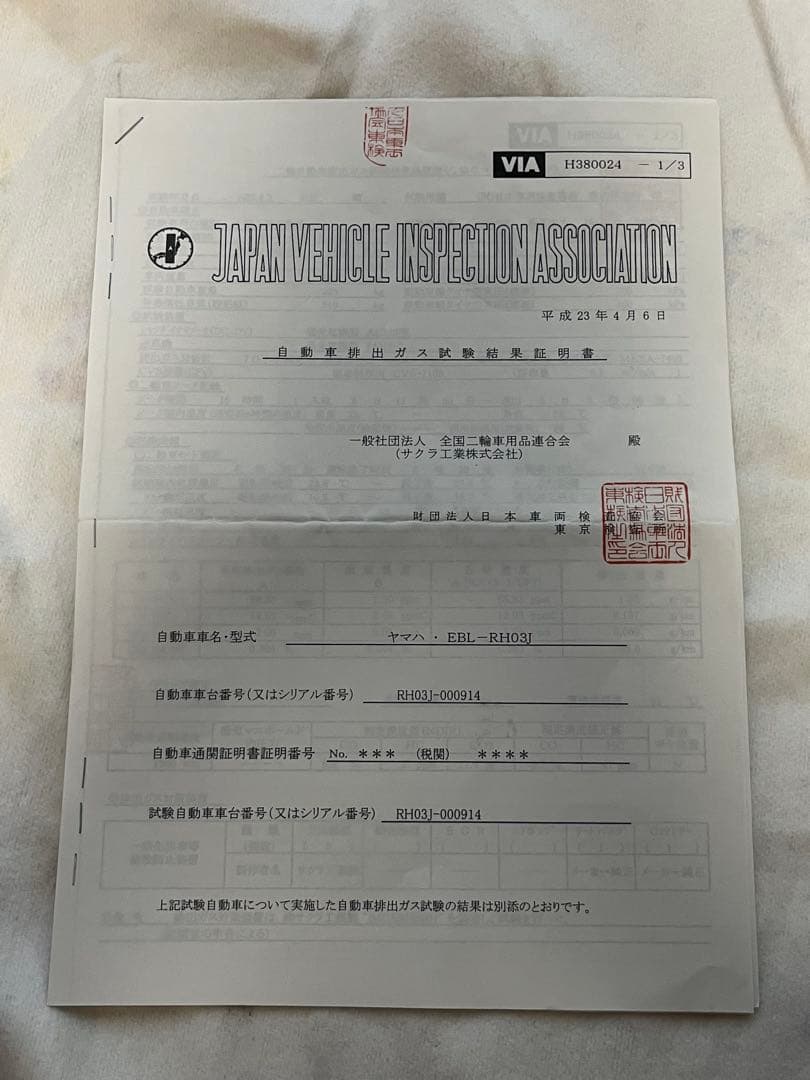 VIA H380024 - 1/3
JAPAN VEHICLE INSPECTION ASSOCIATION
平成23年4月6日
自動車排出ガス試験結果証明書
一般社団法人 全国二輪車用品連合会 殿
(サクラ工業株式会社)
財団法人日本車両検査協会
東京検
自動車車名・型式 ヤマハ・EBL-RH03J
自動車車台番号(又はシリアル番号) RH03J-000914
自動車通関証明書証明番号 No. *** (税関) ****
試験自動車車台番号(又はシリアル番号) RH03J-000914
上記試験自動車について実施した自動車排出ガス試験の結果は別添のとおりです。